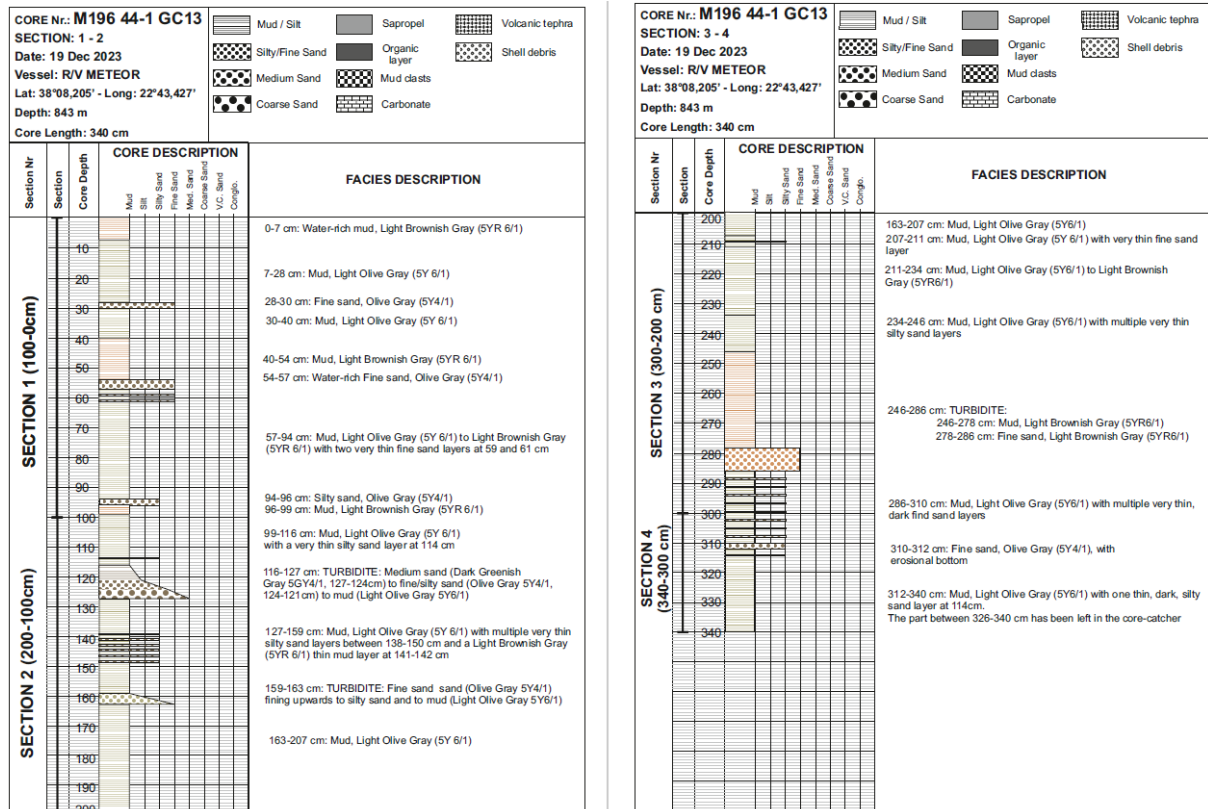 CORE Nr.: M196 44-1 GC13
SECTION: 1 - 2
Date: 19 Dec 2023
Vessel: R/V METEOR
Lat: 38°08,205' - Long: 22°43,427'
Depth: 843 m
Core Length: 340 cm
Mud / Silt
Sapropel
Volcanic tephra
Silty/Fine Sand
Organic
layer
Shell debris
Medium Sand
Mud clasts
Coarse Sand
Carbonate
Section Nr
Section
Core Depth
CORE DESCRIPTION
Mud
Silt
Silty Sand
Fine Sand
Med. Sand
Coarse Sand
V.C. Sand
Conglo.
FACIES DESCRIPTION
SECTION 1 (100-0cm)
SECTION 2 (200-100cm)
10
20
30
40
50
60
70
80
90
100
110
120
130
140
150
160
170
180
190
200
0-7 cm: Water-rich mud, Light Brownish Gray (5YR 6/1)
7-28 cm: Mud, Light Olive Gray (5Y 6/1)
28-30 cm: Fine sand, Olive Gray (5Y4/1)
30-40 cm: Mud, Light Olive Gray (5Y 6/1)
40-54 cm: Mud, Light Brownish Gray (5YR 6/1)
54-57 cm: Water-rich Fine sand, Olive Gray (5Y4/1)
57-94 cm: Mud, Light Olive Gray (5Y 6/1) to Light Brownish Gray
(5YR 6/1) with two very thin fine sand layers at 59 and 61 cm
94-96 cm: Silty sand, Olive Gray (5Y4/1)
96-99 cm: Mud, Light Brownish Gray (5YR 6/1)
99-116 cm: Mud, Light Olive Gray (5Y 6/1)
with a very thin silty sand layer at 114 cm
116-127 cm: TURBIDITE: Medium sand (Dark Greenish
Gray 5GY4/1, 127-124cm) to fine/silty sand (Olive Gray 5Y4/1,
124-121cm) to mud (Light Olive Gray 5Y6/1)
127-159 cm: Mud, Light Olive Gray (5Y 6/1) with multiple very thin
silty sand layers between 138-150 cm and a Light Brownish Gray
(5YR 6/1) thin mud layer at 141-142 cm
159-163 cm: TURBIDITE: Fine sand sand (Olive Gray 5Y4/1)
fining upwards to silty sand and to mud (Light Olive Gray 5Y6/1)
163-207 cm: Mud, Light Olive Gray (5Y 6/1)
CORE Nr.: M196 44-1 GC13
SECTION: 3 - 4
Date: 19 Dec 2023
Vessel: R/V METEOR
Lat: 38°08,205' - Long: 22°43,427'
Depth: 843 m
Core Length: 340 cm
Mud / Silt
Sapropel
Volcanic tephra
Silty/Fine Sand
Organic
layer
Shell debris
Medium Sand
Mud clasts
Coarse Sand
Carbonate
Section Nr
Section
Core Depth
CORE DESCRIPTION
Mud
Silt
Silty Sand
Fine Sand
Med. Sand
Coarse Sand
V.C. Sand
Conglo.
FACIES DESCRIPTION
SECTION 3 (300-200 cm)
SECTION 4
(340-300 cm)
200
210
220
230
240
250
260
270
280
290
300
310
320
330
340
163-207 cm: Mud, Light Olive Gray (5Y6/1)
207-211 cm: Mud, Light Olive Gray (5Y 6/1) with very thin fine sand
layer
211-234 cm: Mud, Light Olive Gray (5Y6/1) to Light Brownish
Gray (5YR6/1)
234-246 cm: Mud, Light Olive Gray (5Y6/1) with multiple very thin
silty sand layers
246-286 cm: TURBIDITE:
246-278 cm: Mud, Light Brownish Gray (5YR6/1)
278-286 cm: Fine sand, Light Brownish Gray (5YR6/1)
286-310 cm: Mud, Light Olive Gray (5Y6/1) with multiple very thin,
dark find sand layers
310-312 cm: Fine sand, Olive Gray (5Y4/1), with
erosional bottom
312-340 cm: Mud, Light Olive Gray (5Y6/1) with one thin, dark, silty
sand layer at 114cm.
The part between 326-340 cm has been left in the core-catcher